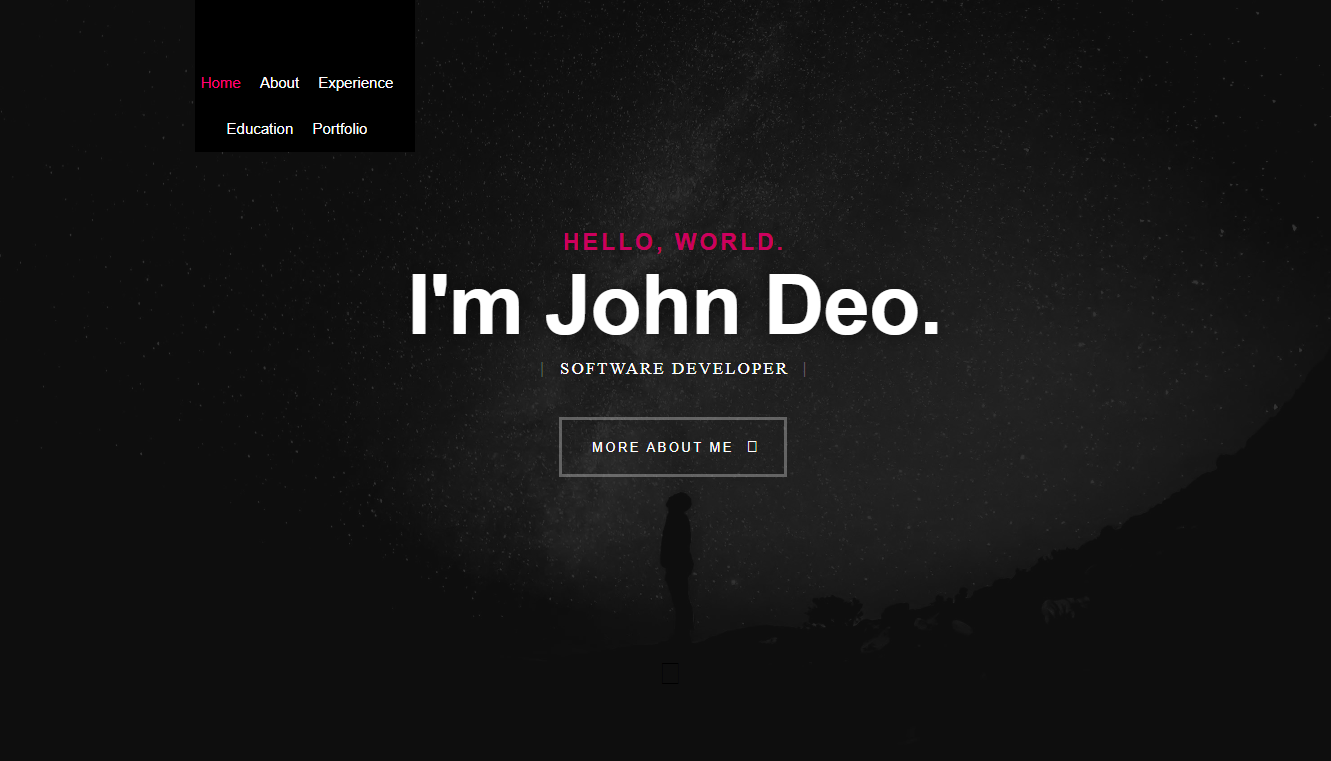 Home About Experience
Education Portfolio
HELLO, WORLD.
I'm John Deo.
| SOFTWARE DEVELOPER |
MORE ABOUT ME